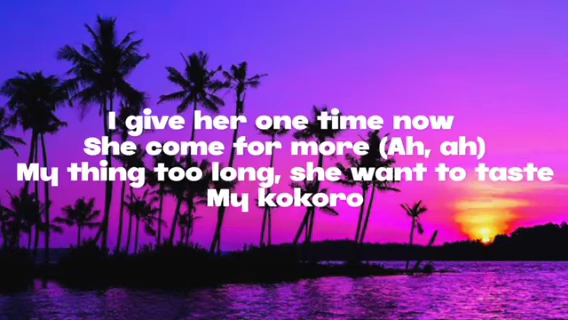 I give her one time now
She come for more (Ah, ah)
My thing too long, she want to taste
My kokoro